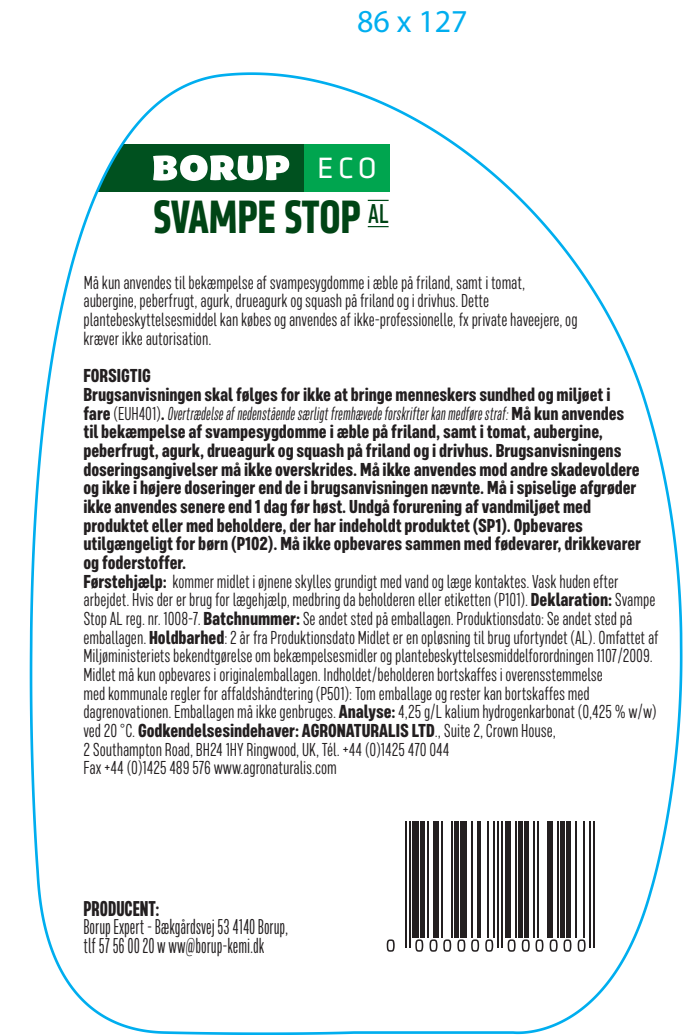 86 x 127
BORUP ECO
SVAMPE STOP AL
Må kun anvendes til bekæmpelse af svampesygdomme i æble på friland, samt i tomat,
aubergine, peberfrugt, agurk, drueagurk og squash på friland og i drivhus. Dette
plantebeskyttelsesmiddel kan købes og anvendes af ikke-professionelle, fx private haveejere, og
kræver ikke autorisation.
FORSIGTIG
Brugsanvisningen skal følges for ikke at bringe menneskers sundhed og miljøet i
fare (EUH401). Overtrædelse af nedenstående særligt fremhævede forskrifter kan medføre straf: Må kun anvendes
til bekæmpelse af svampesygdomme i æble på friland, samt i tomat, aubergine,
peberfrugt, agurk, drueagurk og squash på friland og i drivhus. Brugsanvisningens
doseringsangivelser må ikke overskrides. Må ikke anvendes mod andre skadevoldere
og ikke i højere doseringer end de i brugsanvisningen nævnte. Må i spiselige afgrøder
ikke anvendes senere end 1 dag før høst. Undgå forurening af vandmiljøet med
produktet eller med beholdere, der har indeholdt produktet (SP1). Opbevares
utilgængeligt for børn (P102). Må ikke opbevares sammen med fødevarer, drikkevarer
og foderstoffer.
Førstehjælp: kommer midlet i øjnene skylles grundigt med vand og læge kontaktes. Vask huden efter
arbejdet. Hvis der er brug for lægehjælp, medbring da beholderen eller etiketten (P101). Deklaration: Svampe
Stop AL reg. nr. 1008-7. Batchnummer: Se andet sted på emballagen. Produktionsdato: Se andet sted på
emballagen. Holdbarhed: 2 år fra Produktionsdato Midlet er en opløsning til brug ufortyndet (AL). Omfattet af
Miljøministeriets bekendtgørelse om bekæmpelsesmidler og plantebeskyttelsesmiddelforordningen 1107/2009.
Midlet må kun opbevares i originalemballagen. Indholdet/beholderen bortskaffes i overensstemmelse
med kommunale regler for affaldshåndtering (P501): Tom emballage og rester kan bortskaffes med
dagrenovationen. Emballagen må ikke genbruges. Analyse: 4,25 g/L kalium hydrogenkarbonat (0,425 % w/w)
ved 20 °C. Godkendelsesindehaver: AGRONATURALIS LTD., Suite 2, Crown House,
2 Southampton Road, BH24 1HY Ringwood, UK, Tél. +44 (0)1425 470 044
Fax +44 (0)1425 489 576 www.agronaturalis.com
PRODUCENT:
Borup Expert - Bækgårdsvej 53 4140 Borup,
tlf 57 56 00 20 w ww@borup-kemi.dk
0 000000 000000